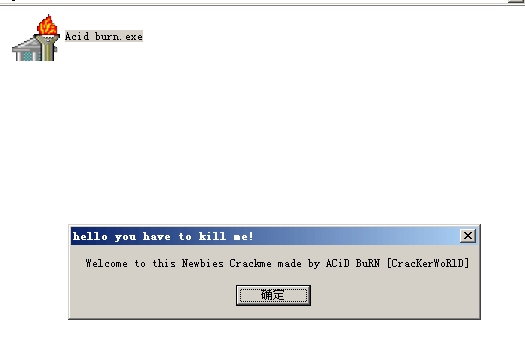 Acid burn.exe
hello you have to kill me!
Welcome to this Newbies Crackme made by ACiD BuRN [CracKerWoRlD]
确定